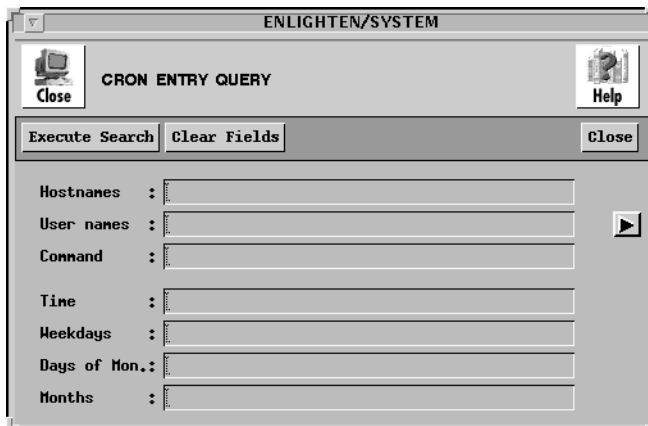 ENLIGHTEN/SYSTEM
Close
CRON ENTRY QUERY
Help
Execute Search Clear Fields Close
Hostnames :
User names :
Command :
Time :
Weekdays :
Days of Mon.:
Months :